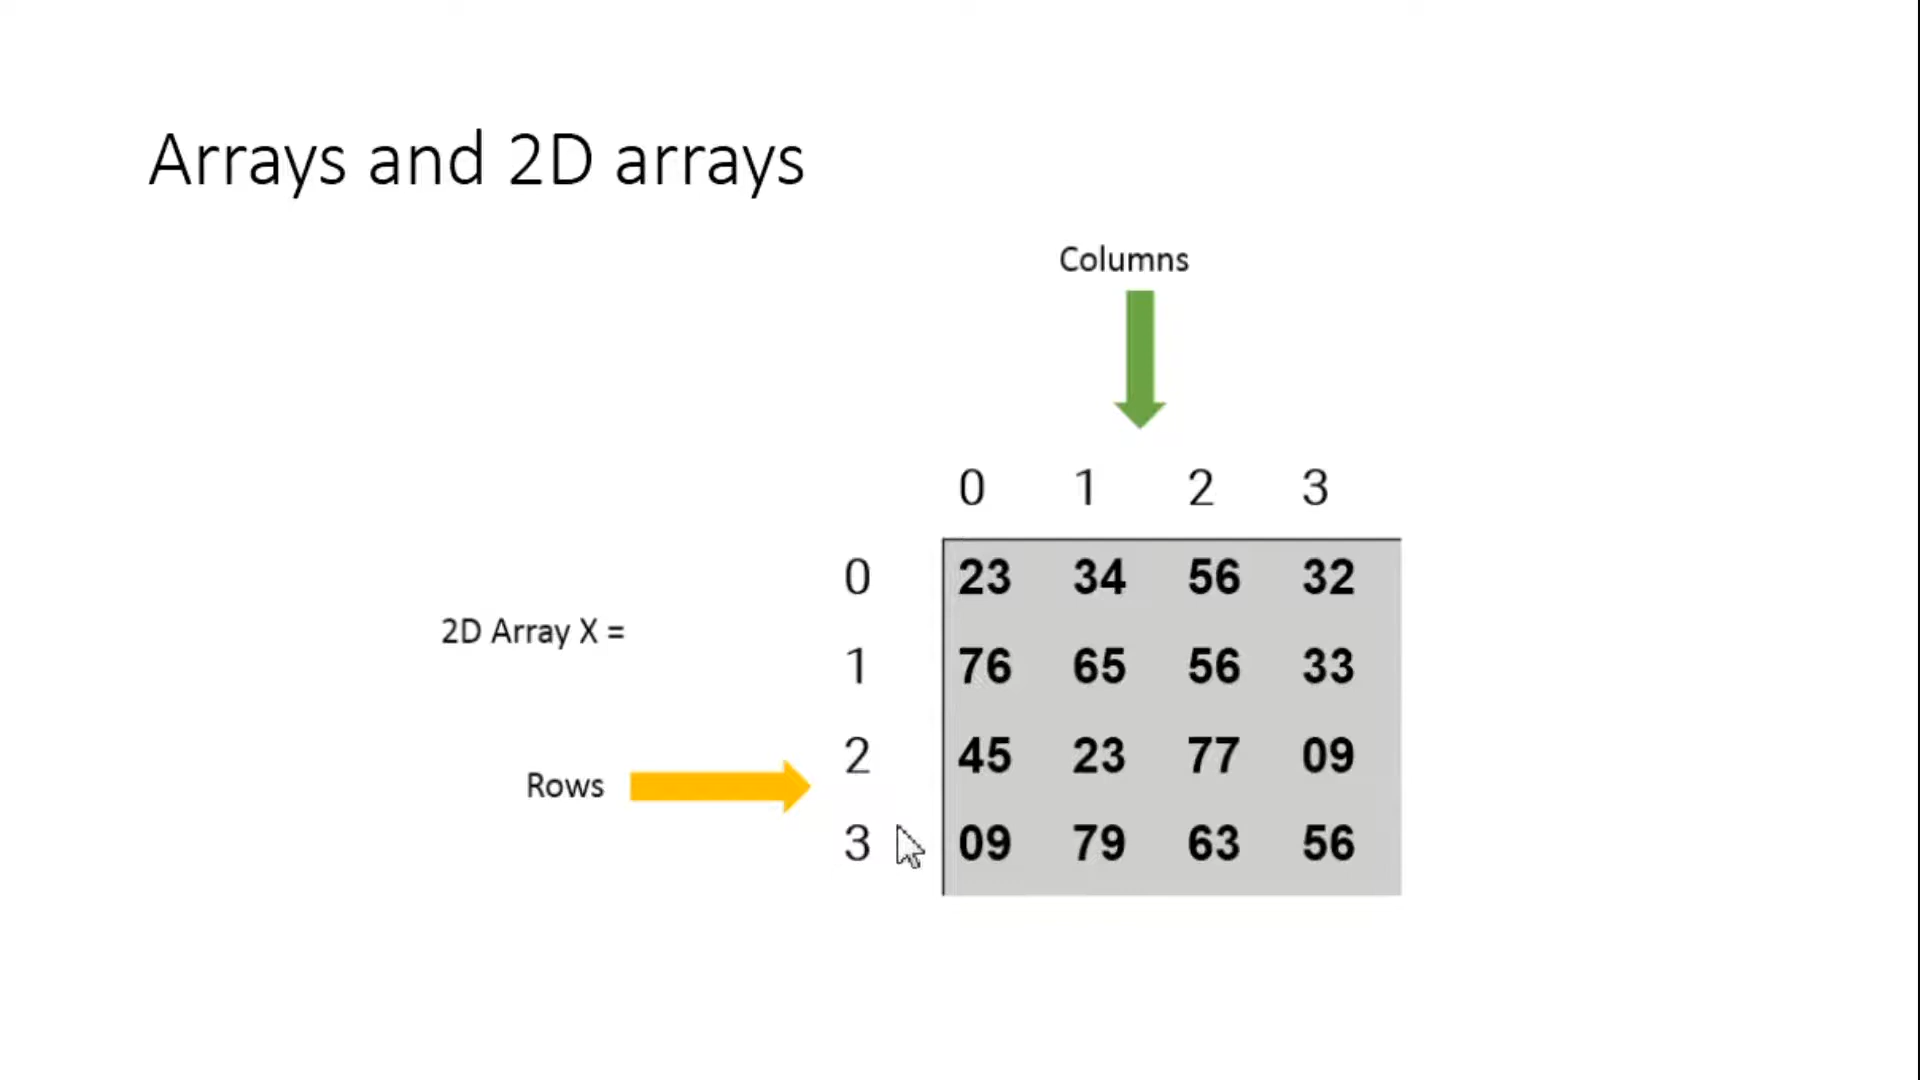 Arrays and 2D arrays
Columns
0 1 2 3
0 23 34 56 32
2D Array X =
1 76 65 56 33
2 45 23 77 09
Rows
3 09 79 63 56